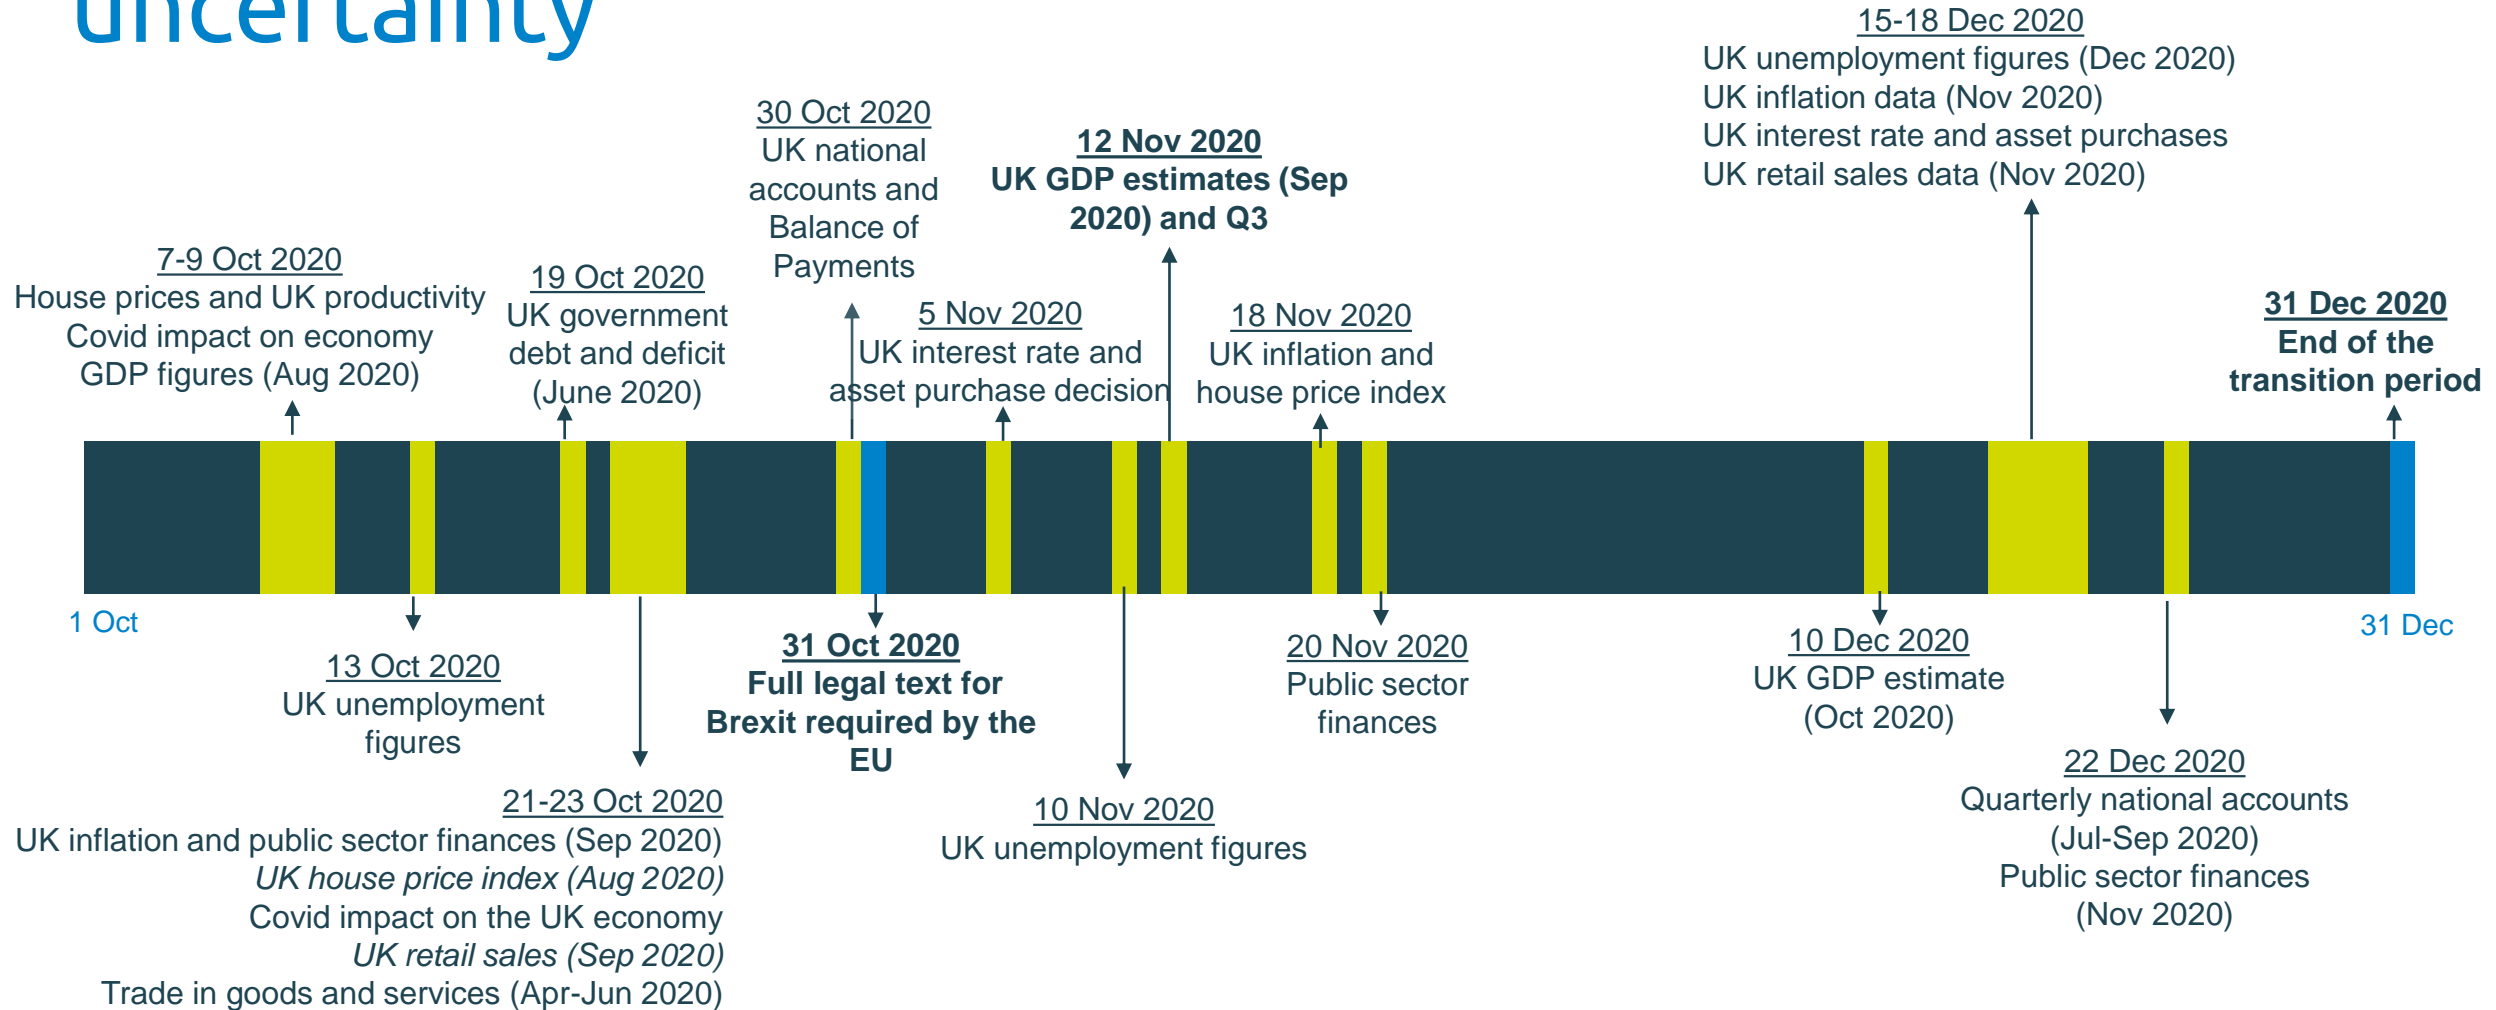 uncertainty
15-18 Dec 2020
UK unemployment figures (Dec 2020)
UK inflation data (Nov 2020)
UK interest rate and asset purchases
UK retail sales data (Nov 2020)
30 Oct 2020
UK national
accounts and
Balance of
Payments
12 Nov 2020
UK GDP estimates (Sep
2020) and Q3
7-9 Oct 2020
House prices and UK productivity
Covid impact on economy
GDP figures (Aug 2020)
19 Oct 2020
UK government
debt and deficit
(June 2020)
5 Nov 2020
UK interest rate and
asset purchase decision
18 Nov 2020
UK inflation and
house price index
31 Dec 2020
End of the
transition period
1 Oct
31 Dec
13 Oct 2020
UK unemployment
figures
31 Oct 2020
Full legal text for
Brexit required by the
EU
20 Nov 2020
Public sector
finances
10 Dec 2020
UK GDP estimate
(Oct 2020)
21-23 Oct 2020
UK inflation and public sector finances (Sep 2020)
UK house price index (Aug 2020)
Covid impact on the UK economy
UK retail sales (Sep 2020)
Trade in goods and services (Apr-Jun 2020)
10 Nov 2020
UK unemployment figures
22 Dec 2020
Quarterly national accounts
(Jul-Sep 2020)
Public sector finances
(Nov 2020)